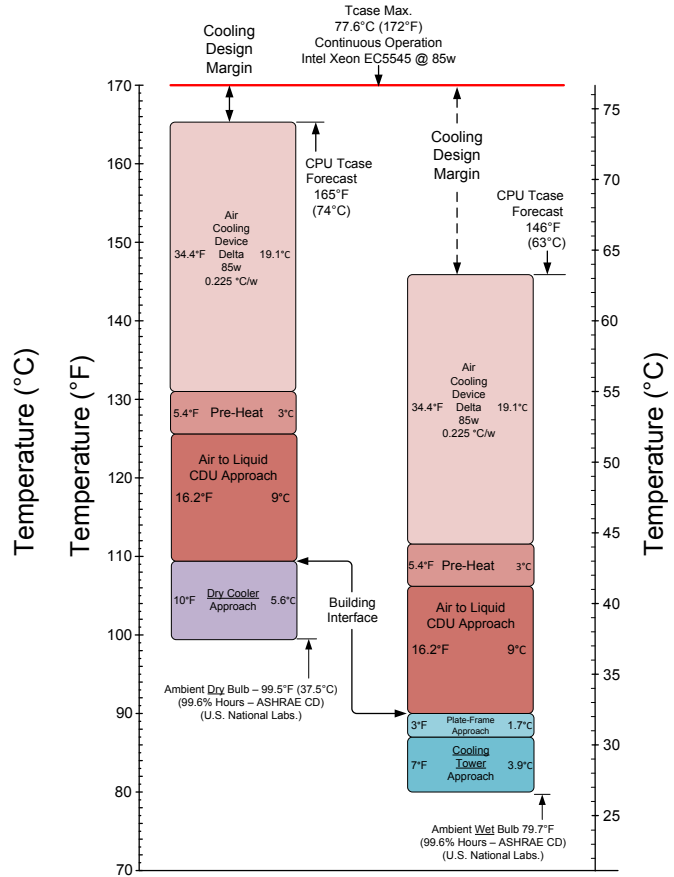 Tcase Max.
77.6°C (172°F)
Continuous Operation
Intel Xeon EC5545 @ 85w
Cooling
Design
Margin
Cooling
Design
Margin
CPU Tcase
Forecast
165°F
(74°C)
CPU Tcase
Forecast
146°F
(63°C)
Temperature (°C)
Temperature (°F)
170
160
150
140
130
120
110
100
90
80
70
Air
Cooling
Device
34.4°F Delta 19.1°C
85w
0.225 °C/w
5.4°F Pre-Heat 3°C
Air to Liquid
CDU Approach
16.2°F 9°C
10°F Dry Cooler 5.6°C
Approach
Ambient Dry Bulb – 99.5°F (37.5°C)
(99.6% Hours – ASHRAE CD)
(U.S. National Labs.)
Building
Interface
Air
Cooling
Device
34.4°F Delta 19.1°C
85w
0.225 °C/w
5.4°F Pre-Heat 3°C
Air to Liquid
CDU Approach
16.2°F 9°C
3°F Plate-Frame 1.7°C
Approach
Cooling
7°F Tower 3.9°C
Approach
Ambient Wet Bulb 79.7°F
(99.6% Hours – ASHRAE CD)
(U.S. National Labs.)
75
70
65
60
55
50
45
40
35
30
25
Temperature (°C)